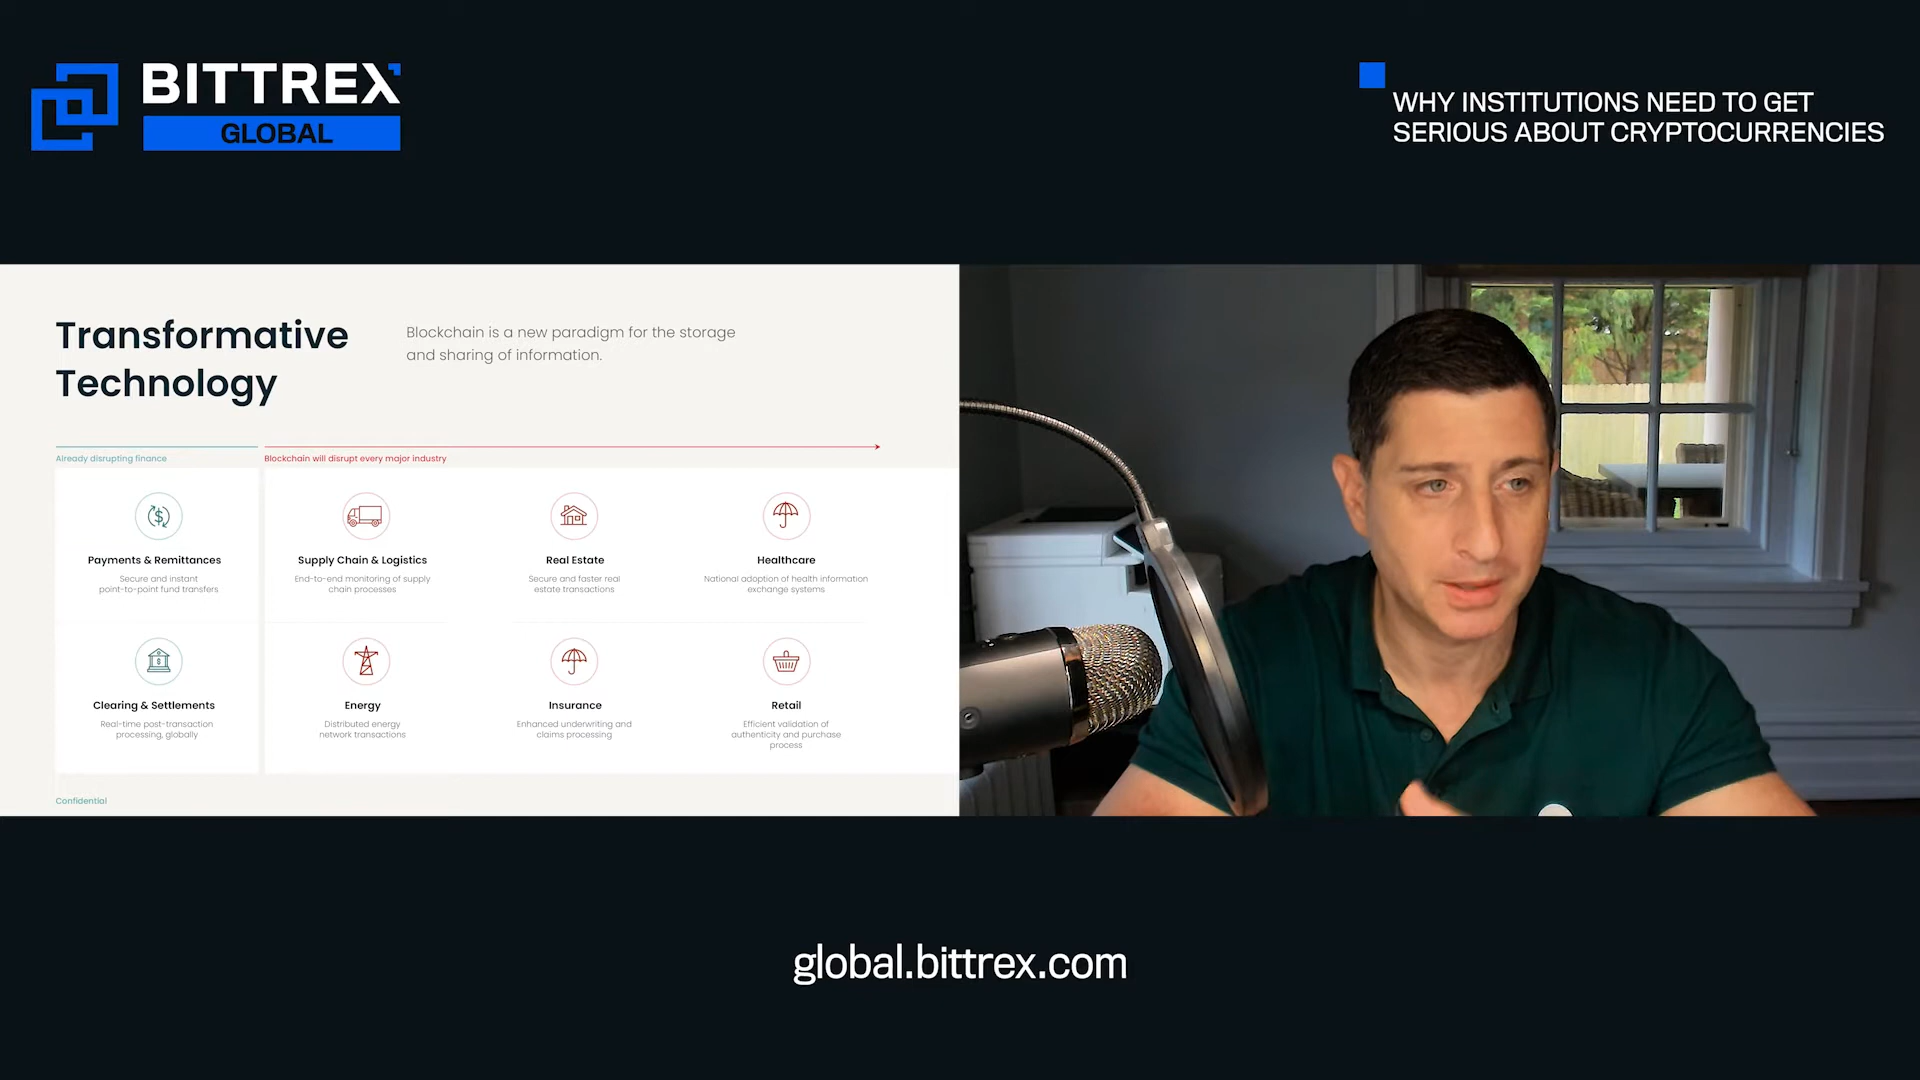 BITTREX
GLOBAL
WHY INSTITUTIONS NEED TO GET
SERIOUS ABOUT CRYPTOCURRENCIES
Transformative
Technology
Blockchain is a new paradigm for the storage
and sharing of information.
Already disrupting finance
Blockchain will disrupt every major industry
Payments & Remittances
Secure and instant
point-to-point fund transfers
Supply Chain & Logistics
End-to-end monitoring of supply
chain processes
Real Estate
Secure and faster real
estate transactions
Healthcare
National adoption of health information
exchange systems
Clearing & Settlements
Real-time post-transaction
processing, globally
Energy
Distributed energy
network transactions
Insurance
Enhanced underwriting and
claims processing
Retail
Efficient validation of
authenticity and purchase
process
Confidential
global.bittrex.com